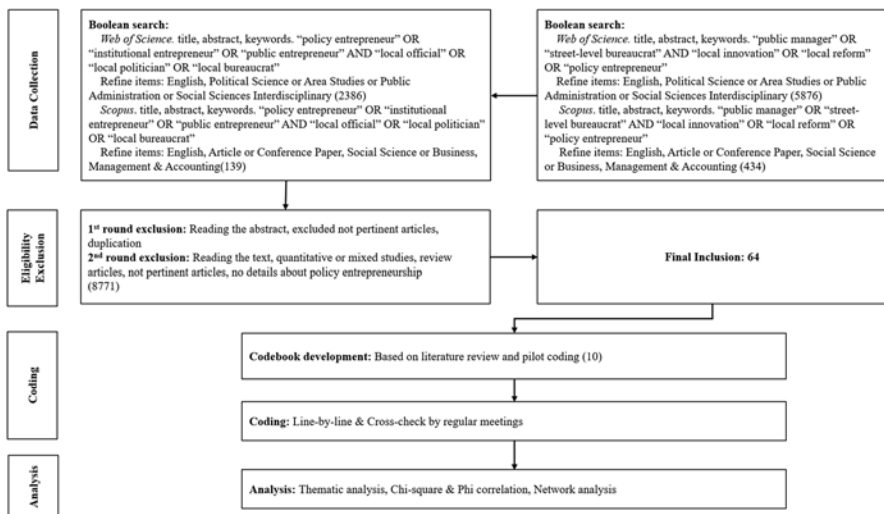 Data Collection
Boolean search:
Web of Science. title, abstract, keywords. “policy entrepreneur” OR
“institutional entrepreneur” OR “public entrepreneur” AND “local official” OR
“local politician” OR “local bureaucrat”
Refine items: English, Political Science or Area Studies or Public
Administration or Social Sciences Interdisciplinary (2386)
Scopus. title, abstract, keywords. “policy entrepreneur” OR “institutional
entrepreneur” OR “public entrepreneur” AND “local official” OR “local politician”
OR “local bureaucrat”
Refine items: English, Article or Conference Paper, Social Science or Business,
Management & Accounting(139)
Boolean search:
Web of Science. title, abstract, keywords. “public manager” OR
“street-level bureaucrat” AND “local innovation” OR “local reform” OR
“policy entrepreneur”
Refine items: English, Political Science or Area Studies or Public
Administration or Social Sciences Interdisciplinary (5876)
Scopus. title, abstract, keywords. “public manager” OR “street-
level bureaucrat” AND “local innovation” OR “local reform” OR
“policy entrepreneur”
Refine items: English, Article or Conference Paper, Social Science
or Business, Management & Accounting (434)
Eligibility
Exclusion
1st round exclusion: Reading the abstract, excluded not pertinent articles,
duplication
2nd round exclusion: Reading the text, quantitative or mixed studies, review
articles, not pertinent articles, no details about policy entrepreneurship
(8771)
Final Inclusion: 64
Coding
Codebook development: Based on literature review and pilot coding (10)
Coding: Line-by-line & Cross-check by regular meetings
Analysis
Analysis: Thematic analysis, Chi-square & Phi correlation, Network analysis